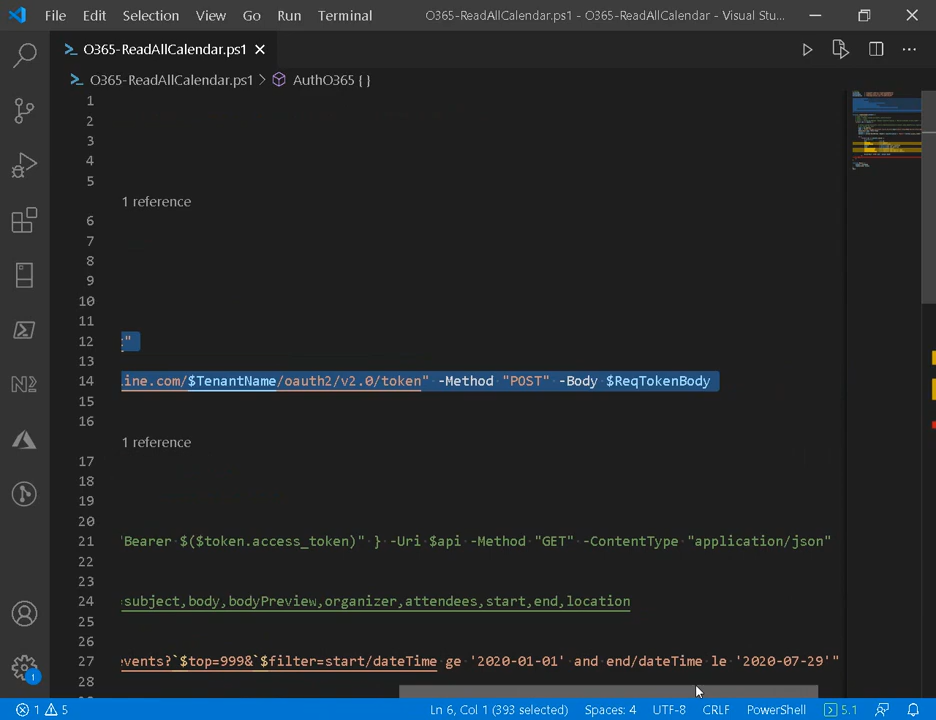 File Edit Selection View Go Run Terminal O365-ReadAllCalendar.ps1 - O365-ReadAllCalendar - Visual Stu...
O365-ReadAllCalendar.ps1
O365-ReadAllCalendar.ps1 > AuthO365 { }
1
2
3
4
5
1 reference
6
7
8
9
10
11
12 ;"
13
14 line.com/$TenantName/oauth2/v2.0/token" -Method "POST" -Body $ReqTokenBody
15
16
1 reference
17
18
19
20
21 "Bearer $($token.access_token)" } -Uri $api -Method "GET" -ContentType "application/json"
22
23
24 =subject,body,bodyPreview,organizer,attendees,start,end,location
25
26
27 events?`$top=999&`$filter=start/dateTime ge '2020-01-01' and end/dateTime le '2020-07-29'"
28
1
1 5 Ln 6, Col 1 (393 selected) Spaces: 4 UTF-8 CRLF PowerShell 5.1